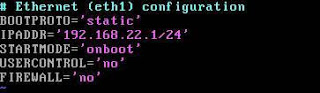 # Ethernet (eth1) configuration
BOOTPROTO='static'
IPADDR='192.168.22.1/24'
STARTMODE='onboot'
USERCONTROL='no'
FIREWALL='no'
~